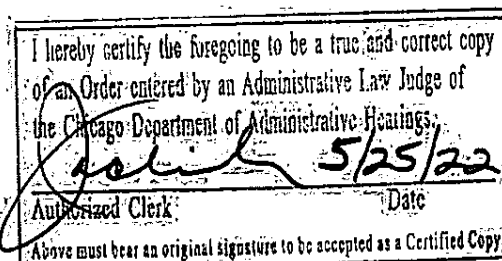 I hereby certify the foregoing to be a true and correct copy
of an Order entered by an Administrative Law Judge of
the Chicago Department of Administrative Hearings.
5/25/22
Authorized Clerk Date
Above must bear an original signature to be accepted as a Certified Copy